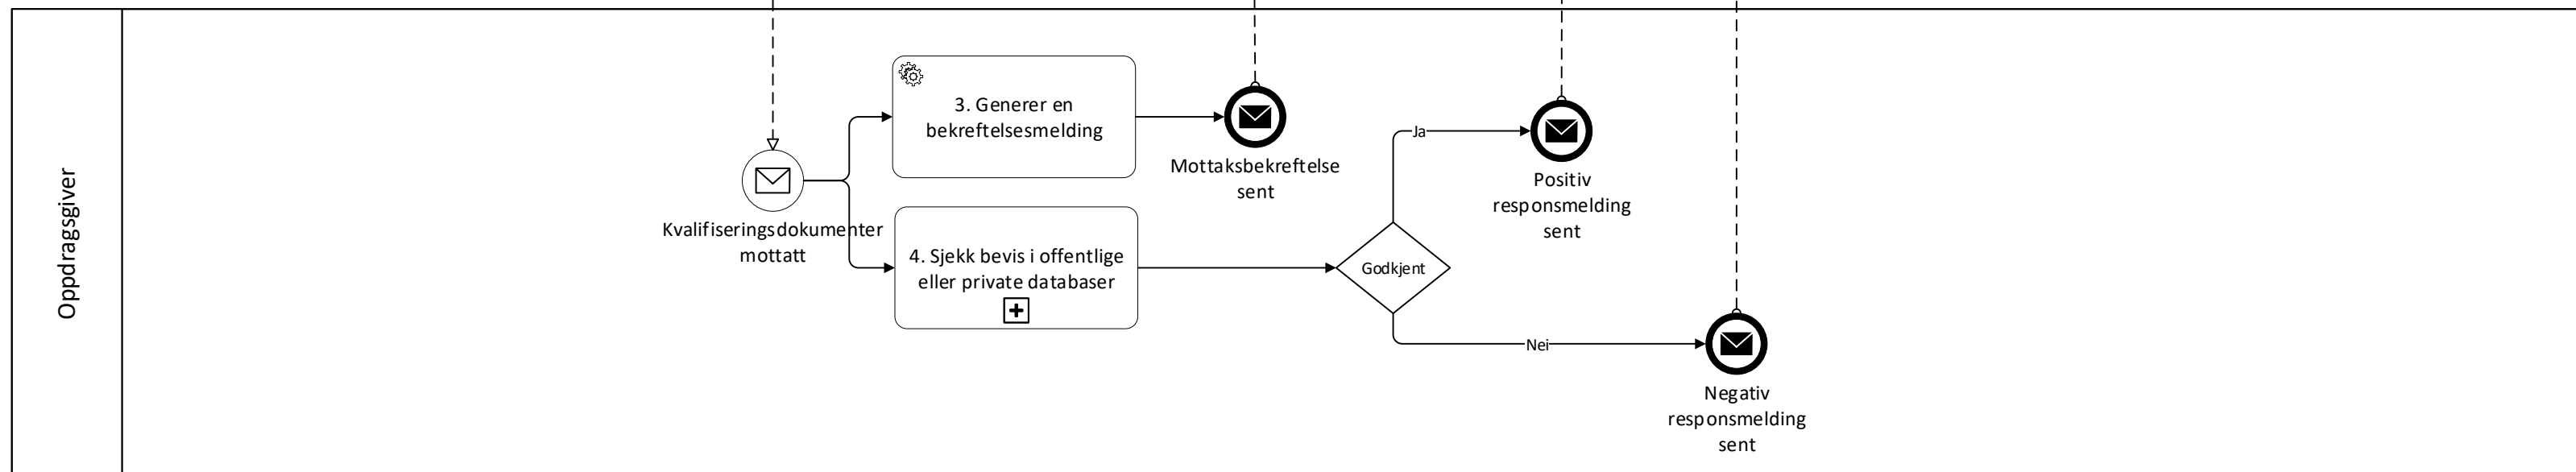 Oppdragsgiver
Kvalifiseringsdokumenter
mottatt
3. Generer en
bekreftelsesmelding
Mottaksbekreftelse
sent
4. Sjekk bevis i offentlige
eller private databaser
Godkjent
Ja
Positiv
responsmelding
sent
Nei
Negativ
responsmelding
sent